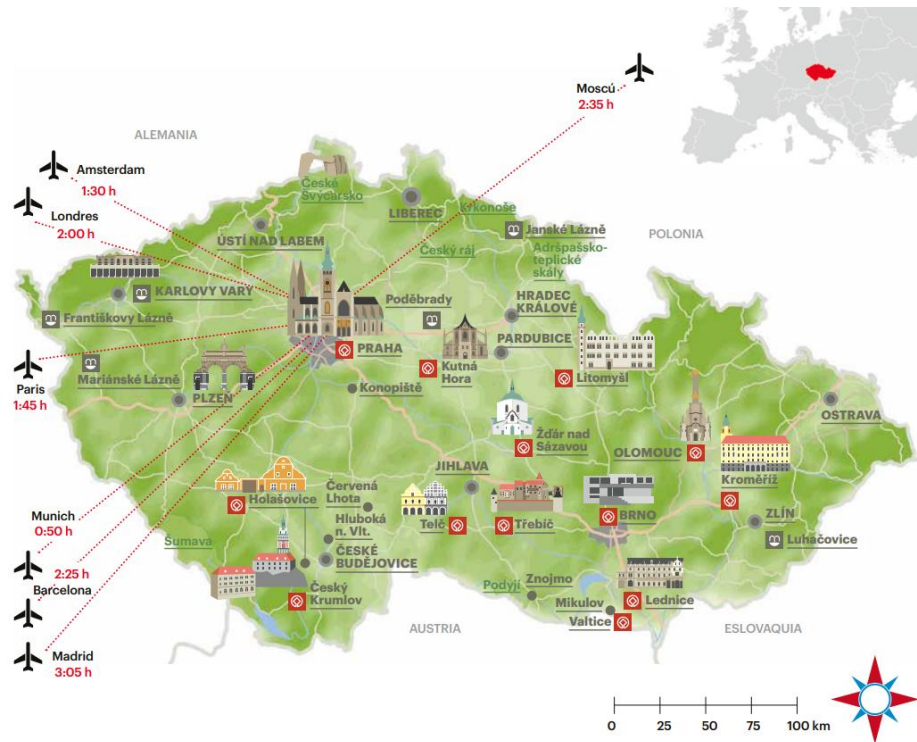 Moscú
2:35 h
ALEMANIA
Amsterdam
1:30 h
Londres
2:00 h
České
Švýcarsko
LIBEREC
Krkonoše
Janské Lázně
ÚSTÍ NAD LABEM
Český ráj
Adršpašsko-
teplické
skály
POLONIA
KARLOVY VARY
Františkovy Lázně
Poděbrady
HRADEC
KRÁLOVÉ
PRAHA
PARDUBICE
Kutná
Hora
Litomyšl
Paris
1:45 h
Mariánské Lázně
PLZEŇ
Konopiště
OSTRAVA
Žďár nad
Sázavou
OLOMOUC
Kroměříž
JIHLAVA
Holašovice
Červená
Lhota
Telč
Třebíč
BRNO
ZLÍN
Luhačovice
Munich
0:50 h
Hluboká
n. Vlt.
Šumava
ČESKÉ
BUDĚJOVICE
2:25 h
Barcelona
Český
Krumlov
Podyjí
Znojmo
Mikulov
Lednice
Valtice
AUSTRIA
ESLOVAQUIA
Madrid
3:05 h
0 25 50 75 100 km